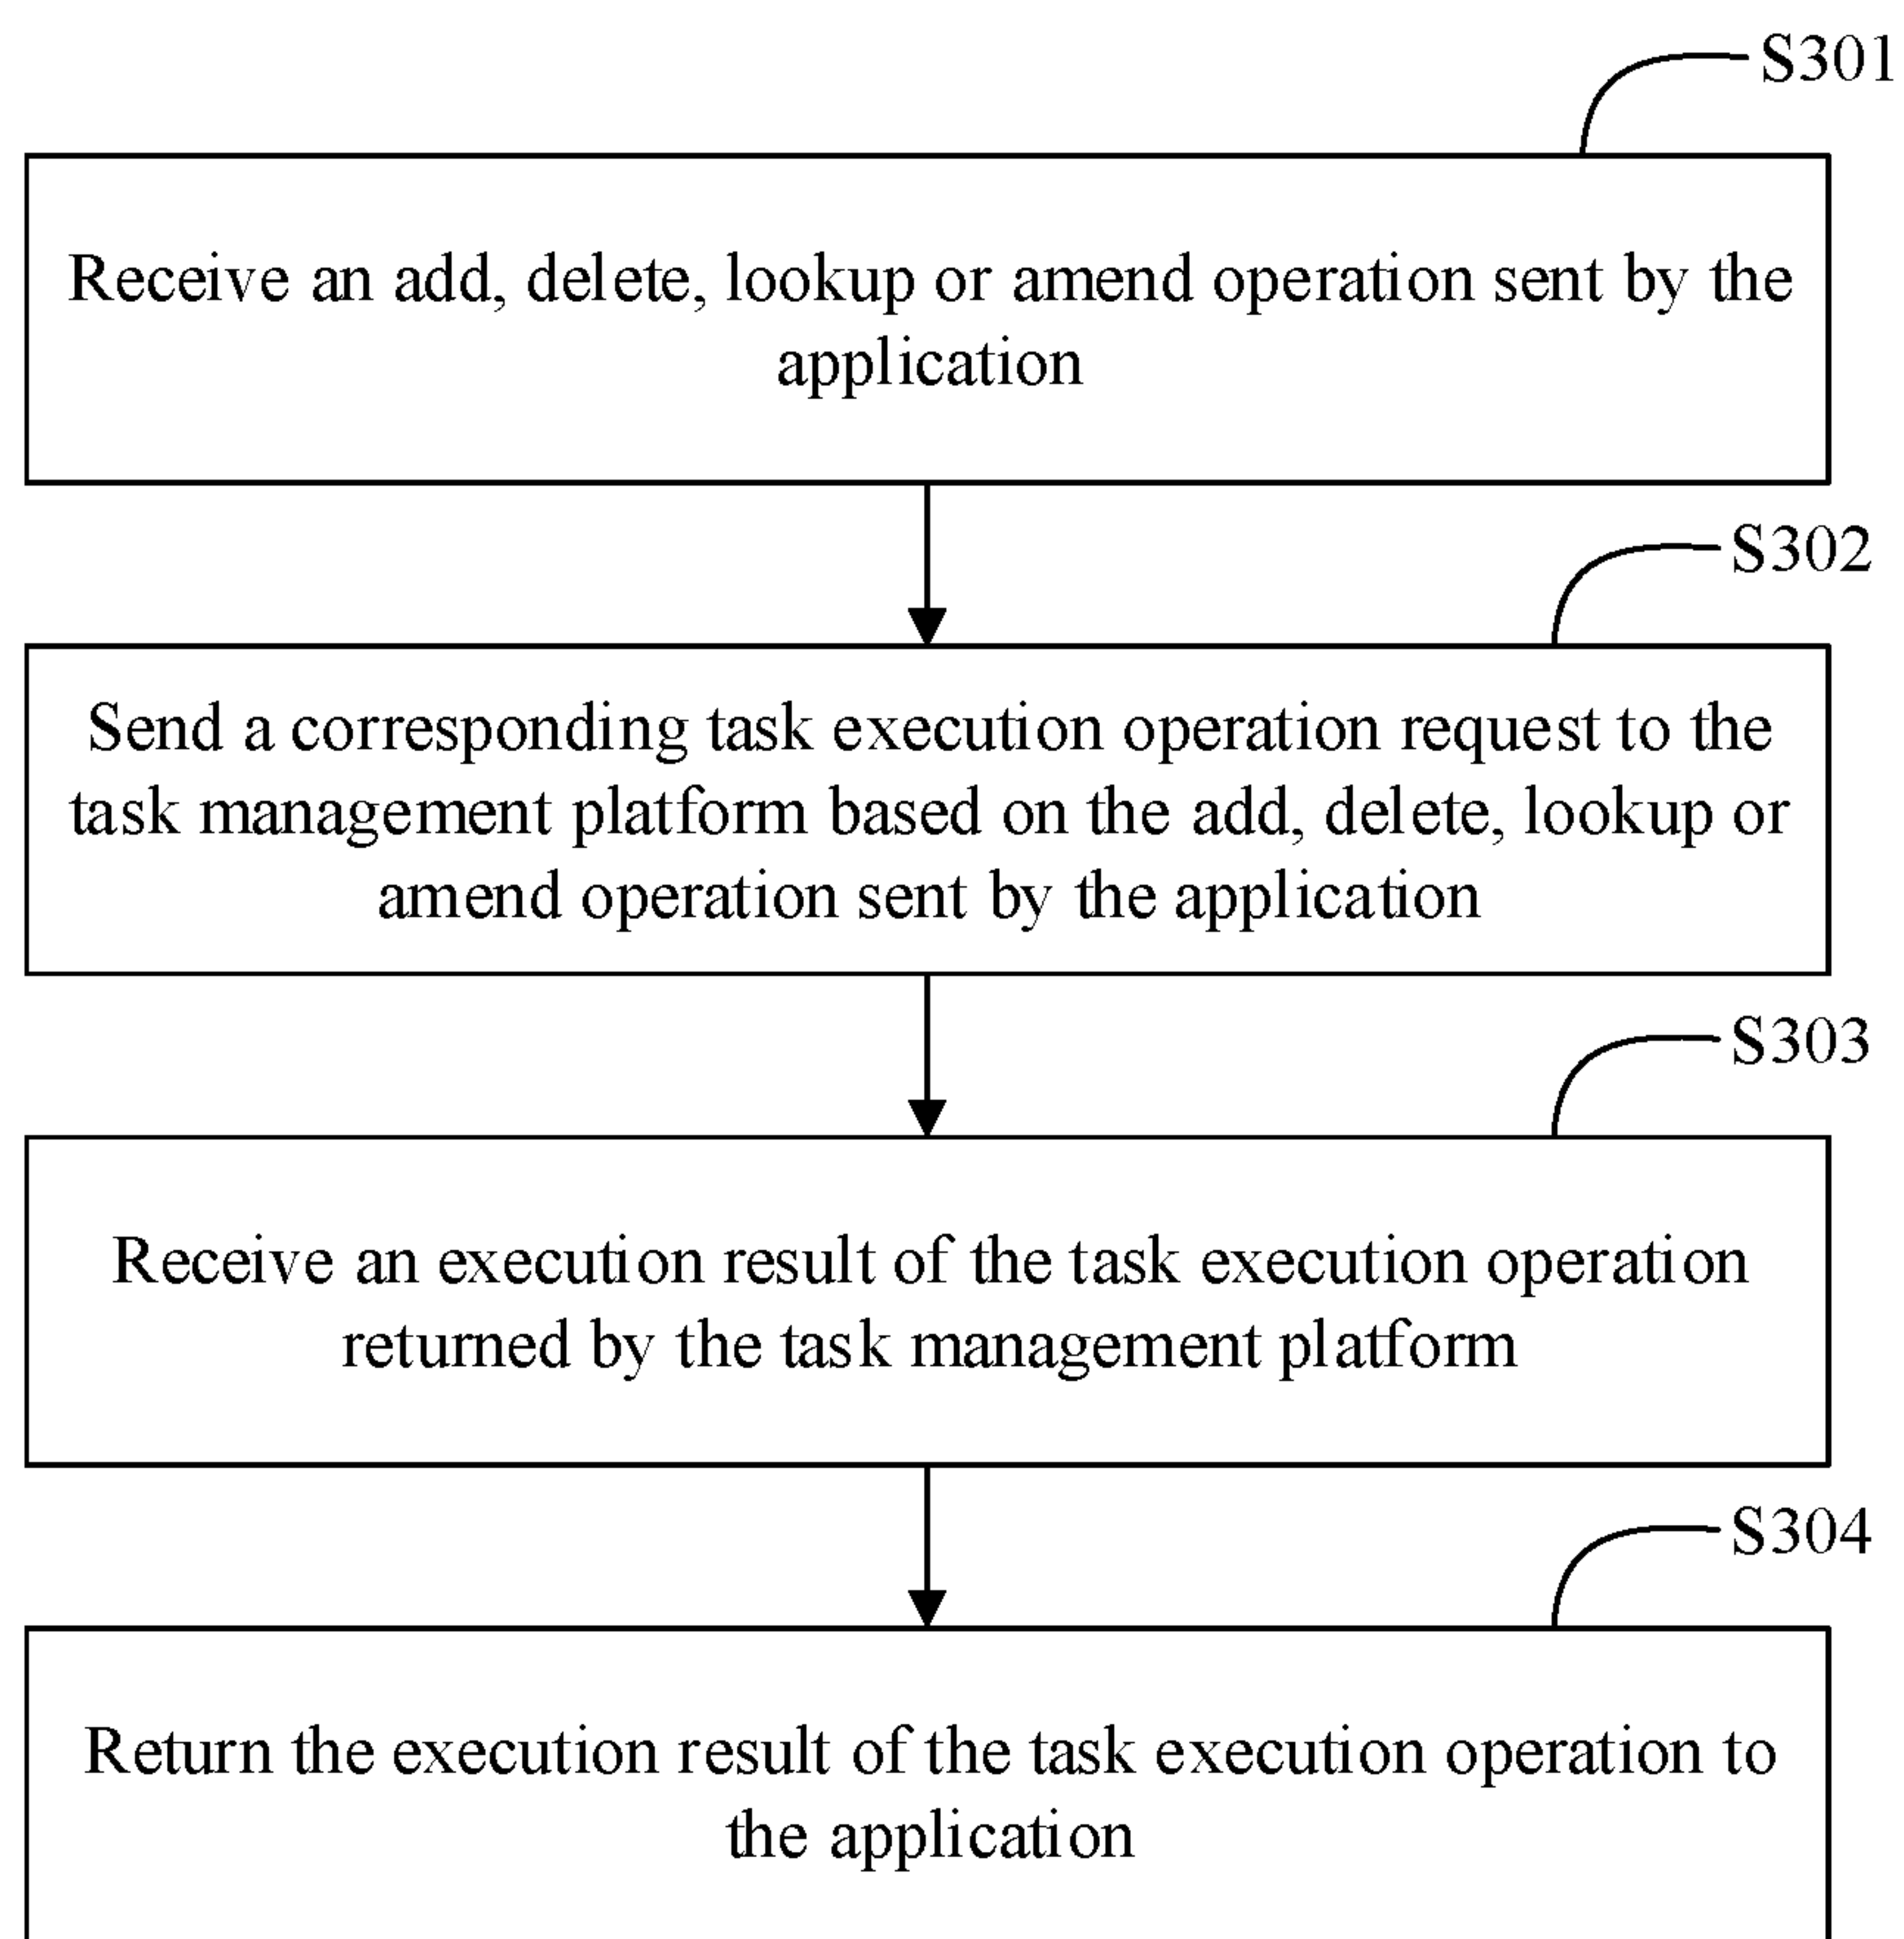 S301
Receive an add, delete, lookup or amend operation sent by the
application
S302
Send a corresponding task execution operation request to the
task management platform based on the add, delete, lookup or
amend operation sent by the application
S303
Receive an execution result of the task execution operation
returned by the task management platform
S304
Return the execution result of the task execution operation to
the application